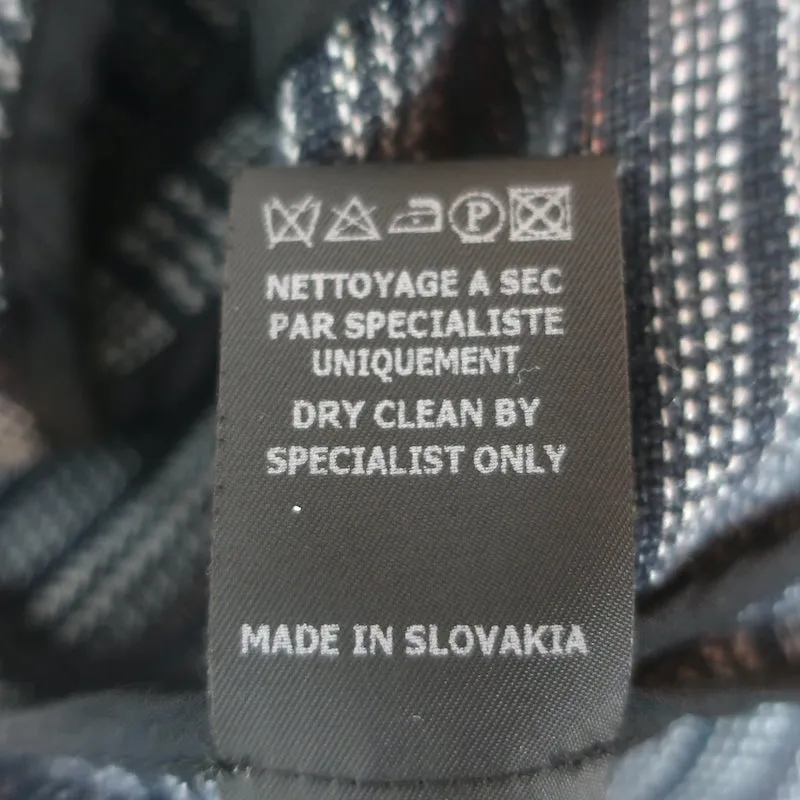 P
NETTOYAGE A SEC
PAR SPECIALISTE
UNIQUEMENT
DRY CLEAN BY
SPECIALIST ONLY
MADE IN SLOVAKIA